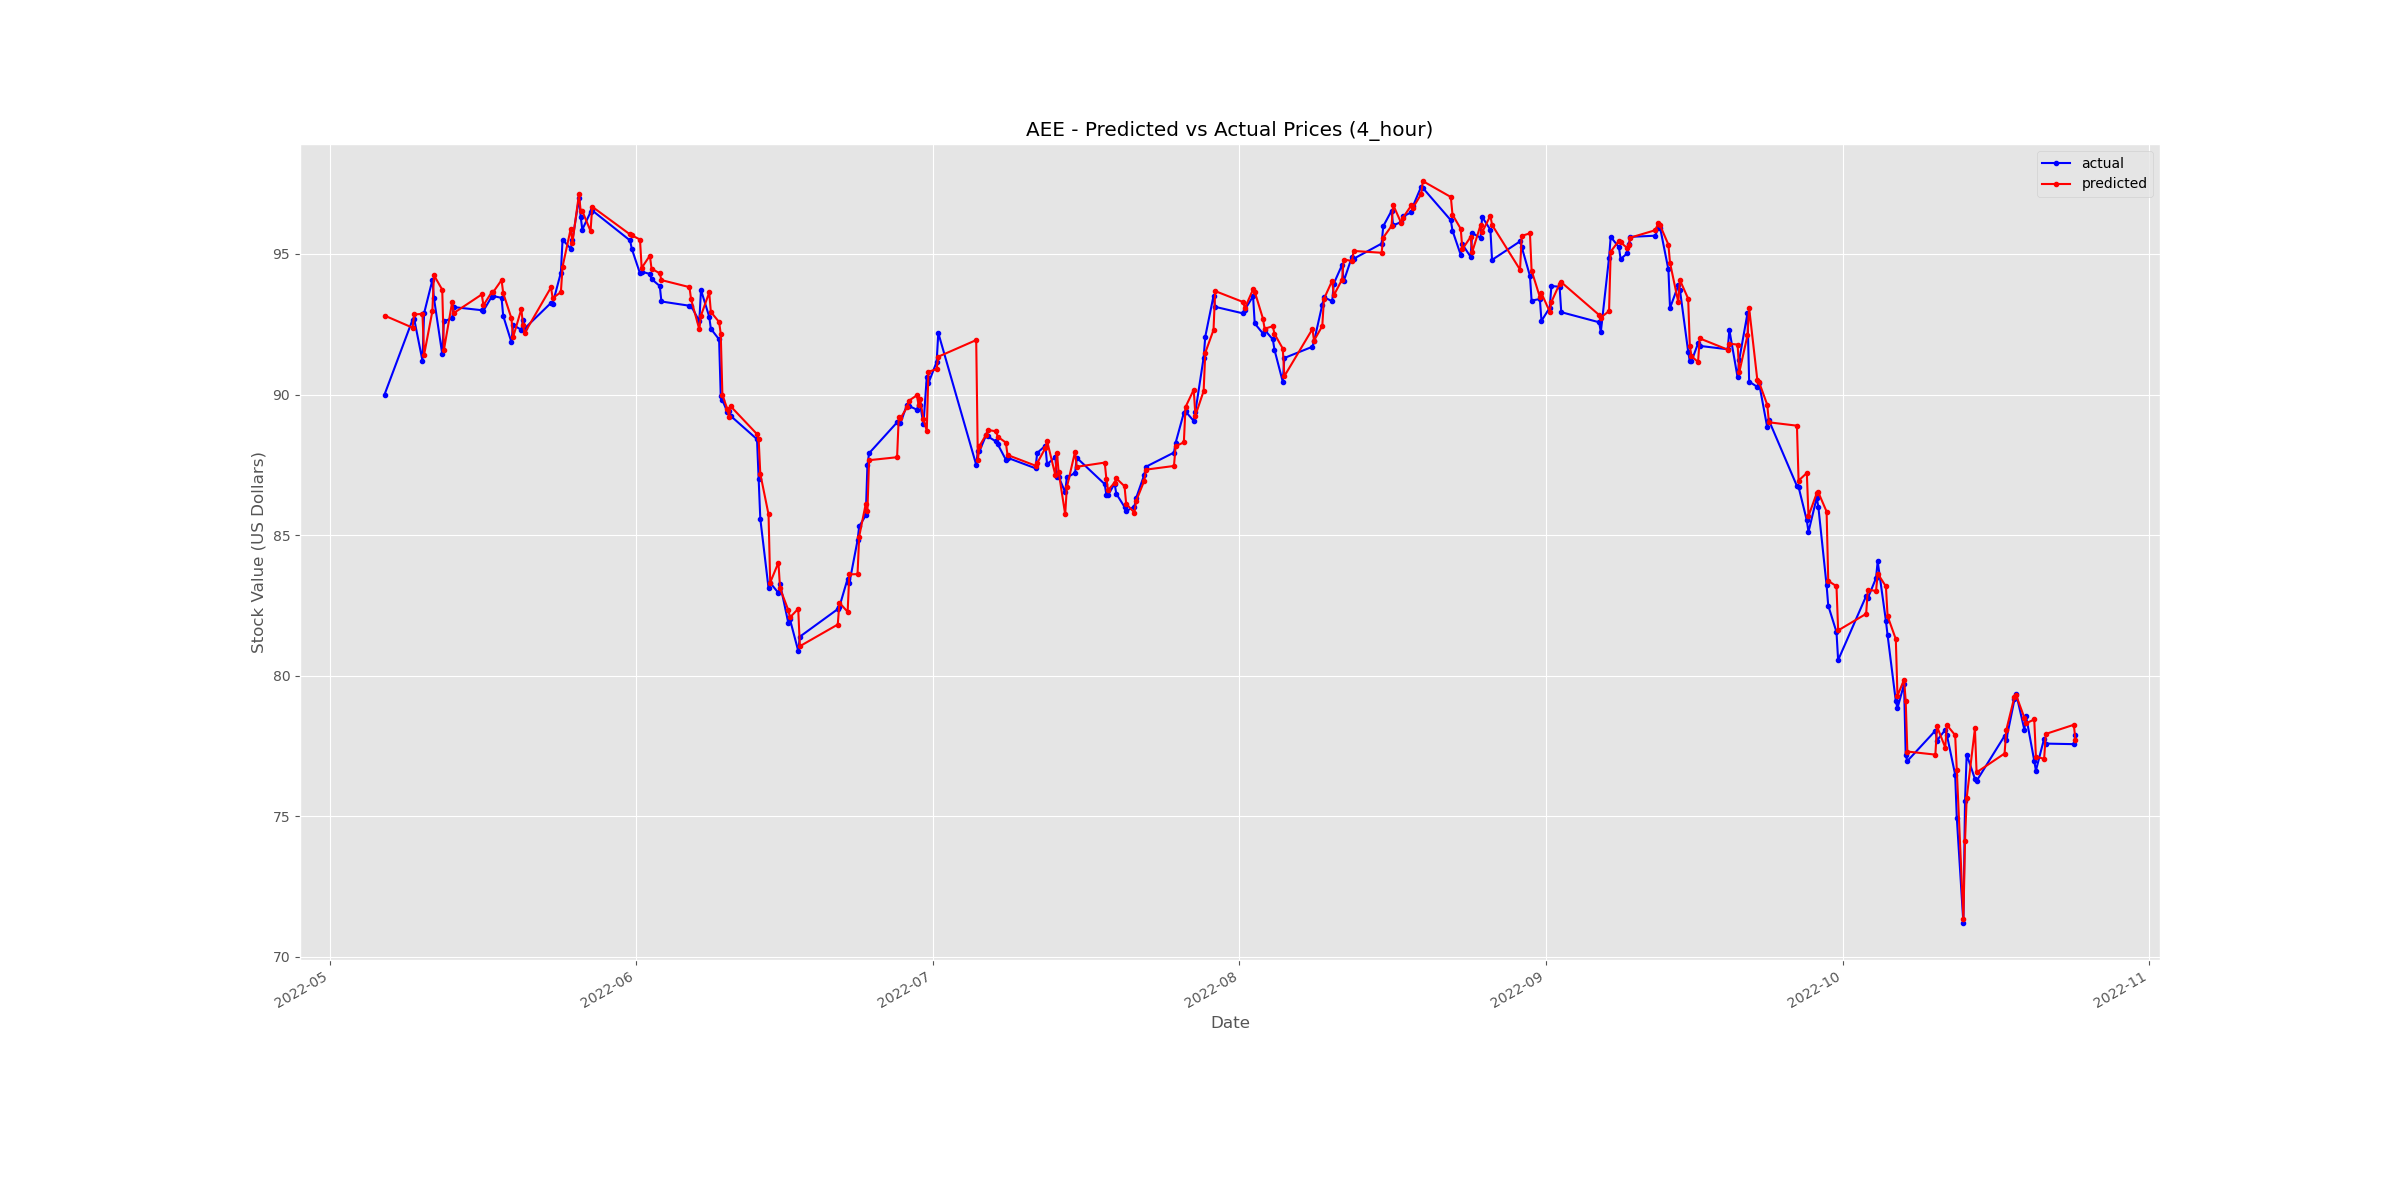 AEE - Predicted vs Actual Prices (4_hour)
actual
predicted
Stock Value (US Dollars)
95
90
85
80
75
70
2022-05
2022-06
2022-07
2022-08
2022-09
2022-10
2022-11
Date